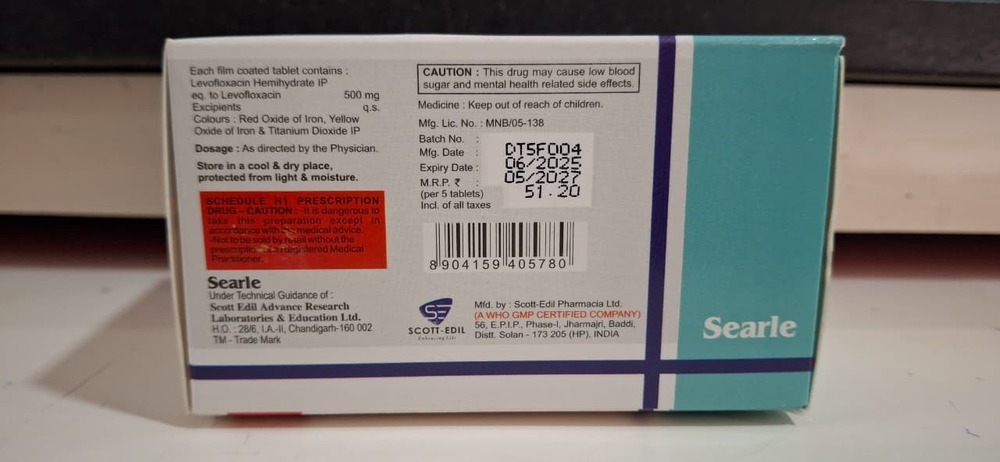 Each film coated tablet contains :
Levofloxacin Hemihydrate IP
eq. to Levofloxacin 500 mg
Excipients q.s.
Colours : Red Oxide of Iron, Yellow
Oxide of Iron & Titanium Dioxide IP
Dosage : As directed by the Physician.
Store in a cool & dry place,
protected from light & moisture.
SCHEDULE H1 PRESCRIPTION
DRUG – CAUTION : -It is dangerous to
take this preparation except in
accordance with the medical advice.
-Not to be sold by retail without the
Registered Medical
Practitioner.
Searle
Under Technical Guidance of :
Scott Edil Advance Research
Laboratories & Education Ltd.
H.O. : 28/6, I.A.-II, Chandigarh-160 002
TM - Trade Mark
CAUTION : This drug may cause low blood
sugar and mental health related side effects.
Medicine : Keep out of reach of children.
Mfg. Lic. No. : MNB/05-138
Batch No. : DT5F004
Mfg. Date : 06/2025
Expiry Date : 05/2027
M.R.P. ₹ : 51.20
(per 5 tablets)
Incl. of all taxes
8 904159 405780
SE
SCOTT-EDIL
Enhancing Life
Mfd. by : Scott-Edil Pharmacia Ltd.
(A WHO GMP CERTIFIED COMPANY)
56, E.P.I.P., Phase-I, Jharmajri, Baddi,
Distt. Solan - 173 205 (HP), INDIA
Searle